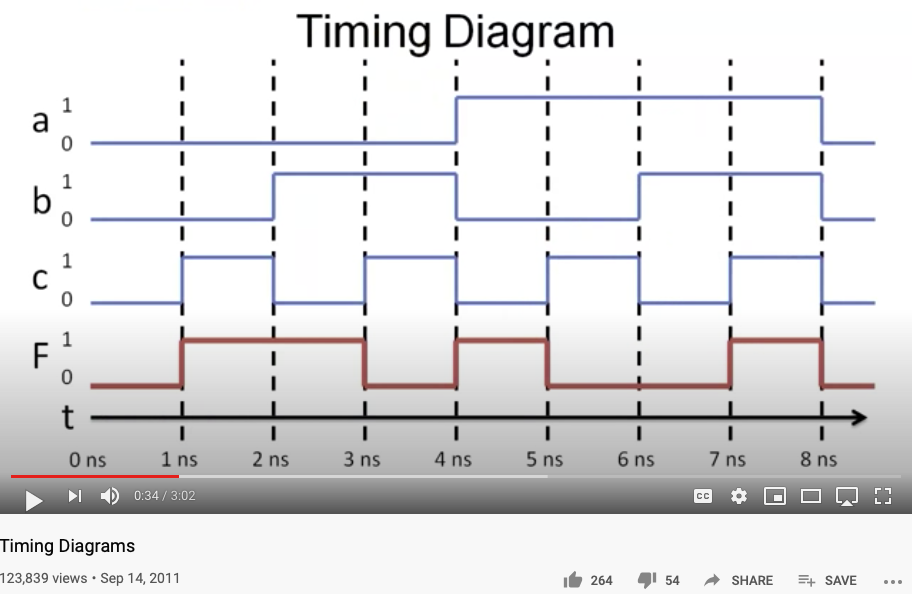 Timing Diagram
a 1
0
b 1
0
c 1
0
F 1
0
t
0 ns 1 ns 2 ns 3 ns 4 ns 5 ns 6 ns 7 ns 8 ns
0:34 / 3:02 CC
Timing Diagrams
123,839 views • Sep 14, 2011 264 54 SHARE SAVE